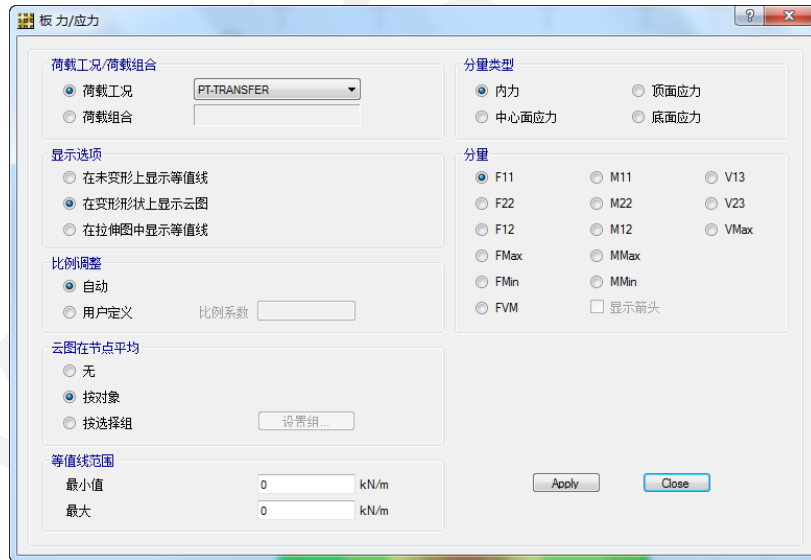 板 力/应力
荷载工况/荷载组合
荷载工况 PT-TRANSFER
荷载组合
显示选项
在未变形上显示等值线
在变形形状上显示云图
在拉伸图中显示等值线
比例调整
自动
用户定义 比例系数
云图在节点平均
无
按对象
按选择组 设置组...
等值线范围
最小值 0 kN/m
最大 0 kN/m
分量类型
内力 顶面应力
中心面应力 底面应力
分量
F11 M11 V13
F22 M22 V23
F12 M12 VMax
FMax MMax
FMin MMin
FVM 显示箭头
Apply Close